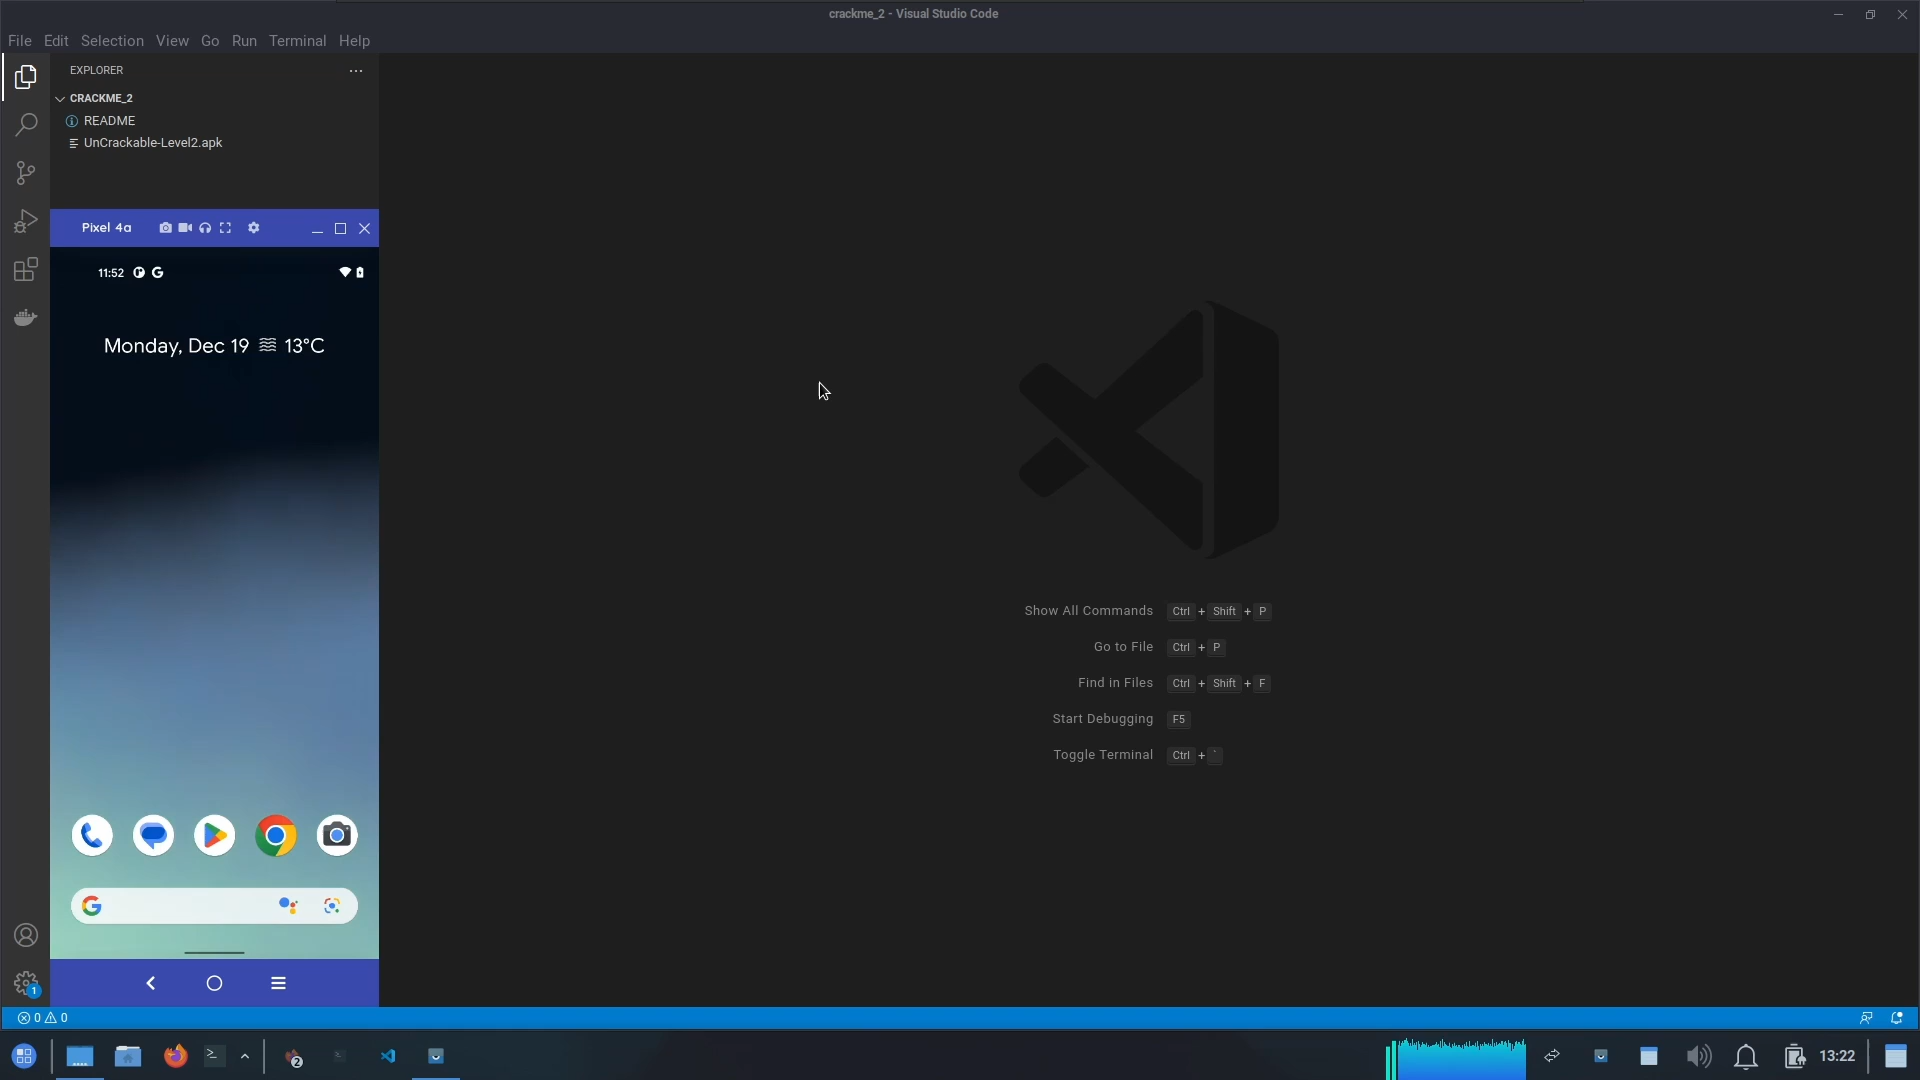 crackme_2 - Visual Studio Code
File Edit Selection View Go Run Terminal Help
EXPLORER
CRACKME_2
README
UnCrackable-Level2.apk
Pixel 4a
11:52
Monday, Dec 19 13°C
Show All Commands Ctrl + Shift + P
Go to File Ctrl + P
Find in Files Ctrl + Shift + F
Start Debugging F5
Toggle Terminal Ctrl + `
1
0 0
2
13:22